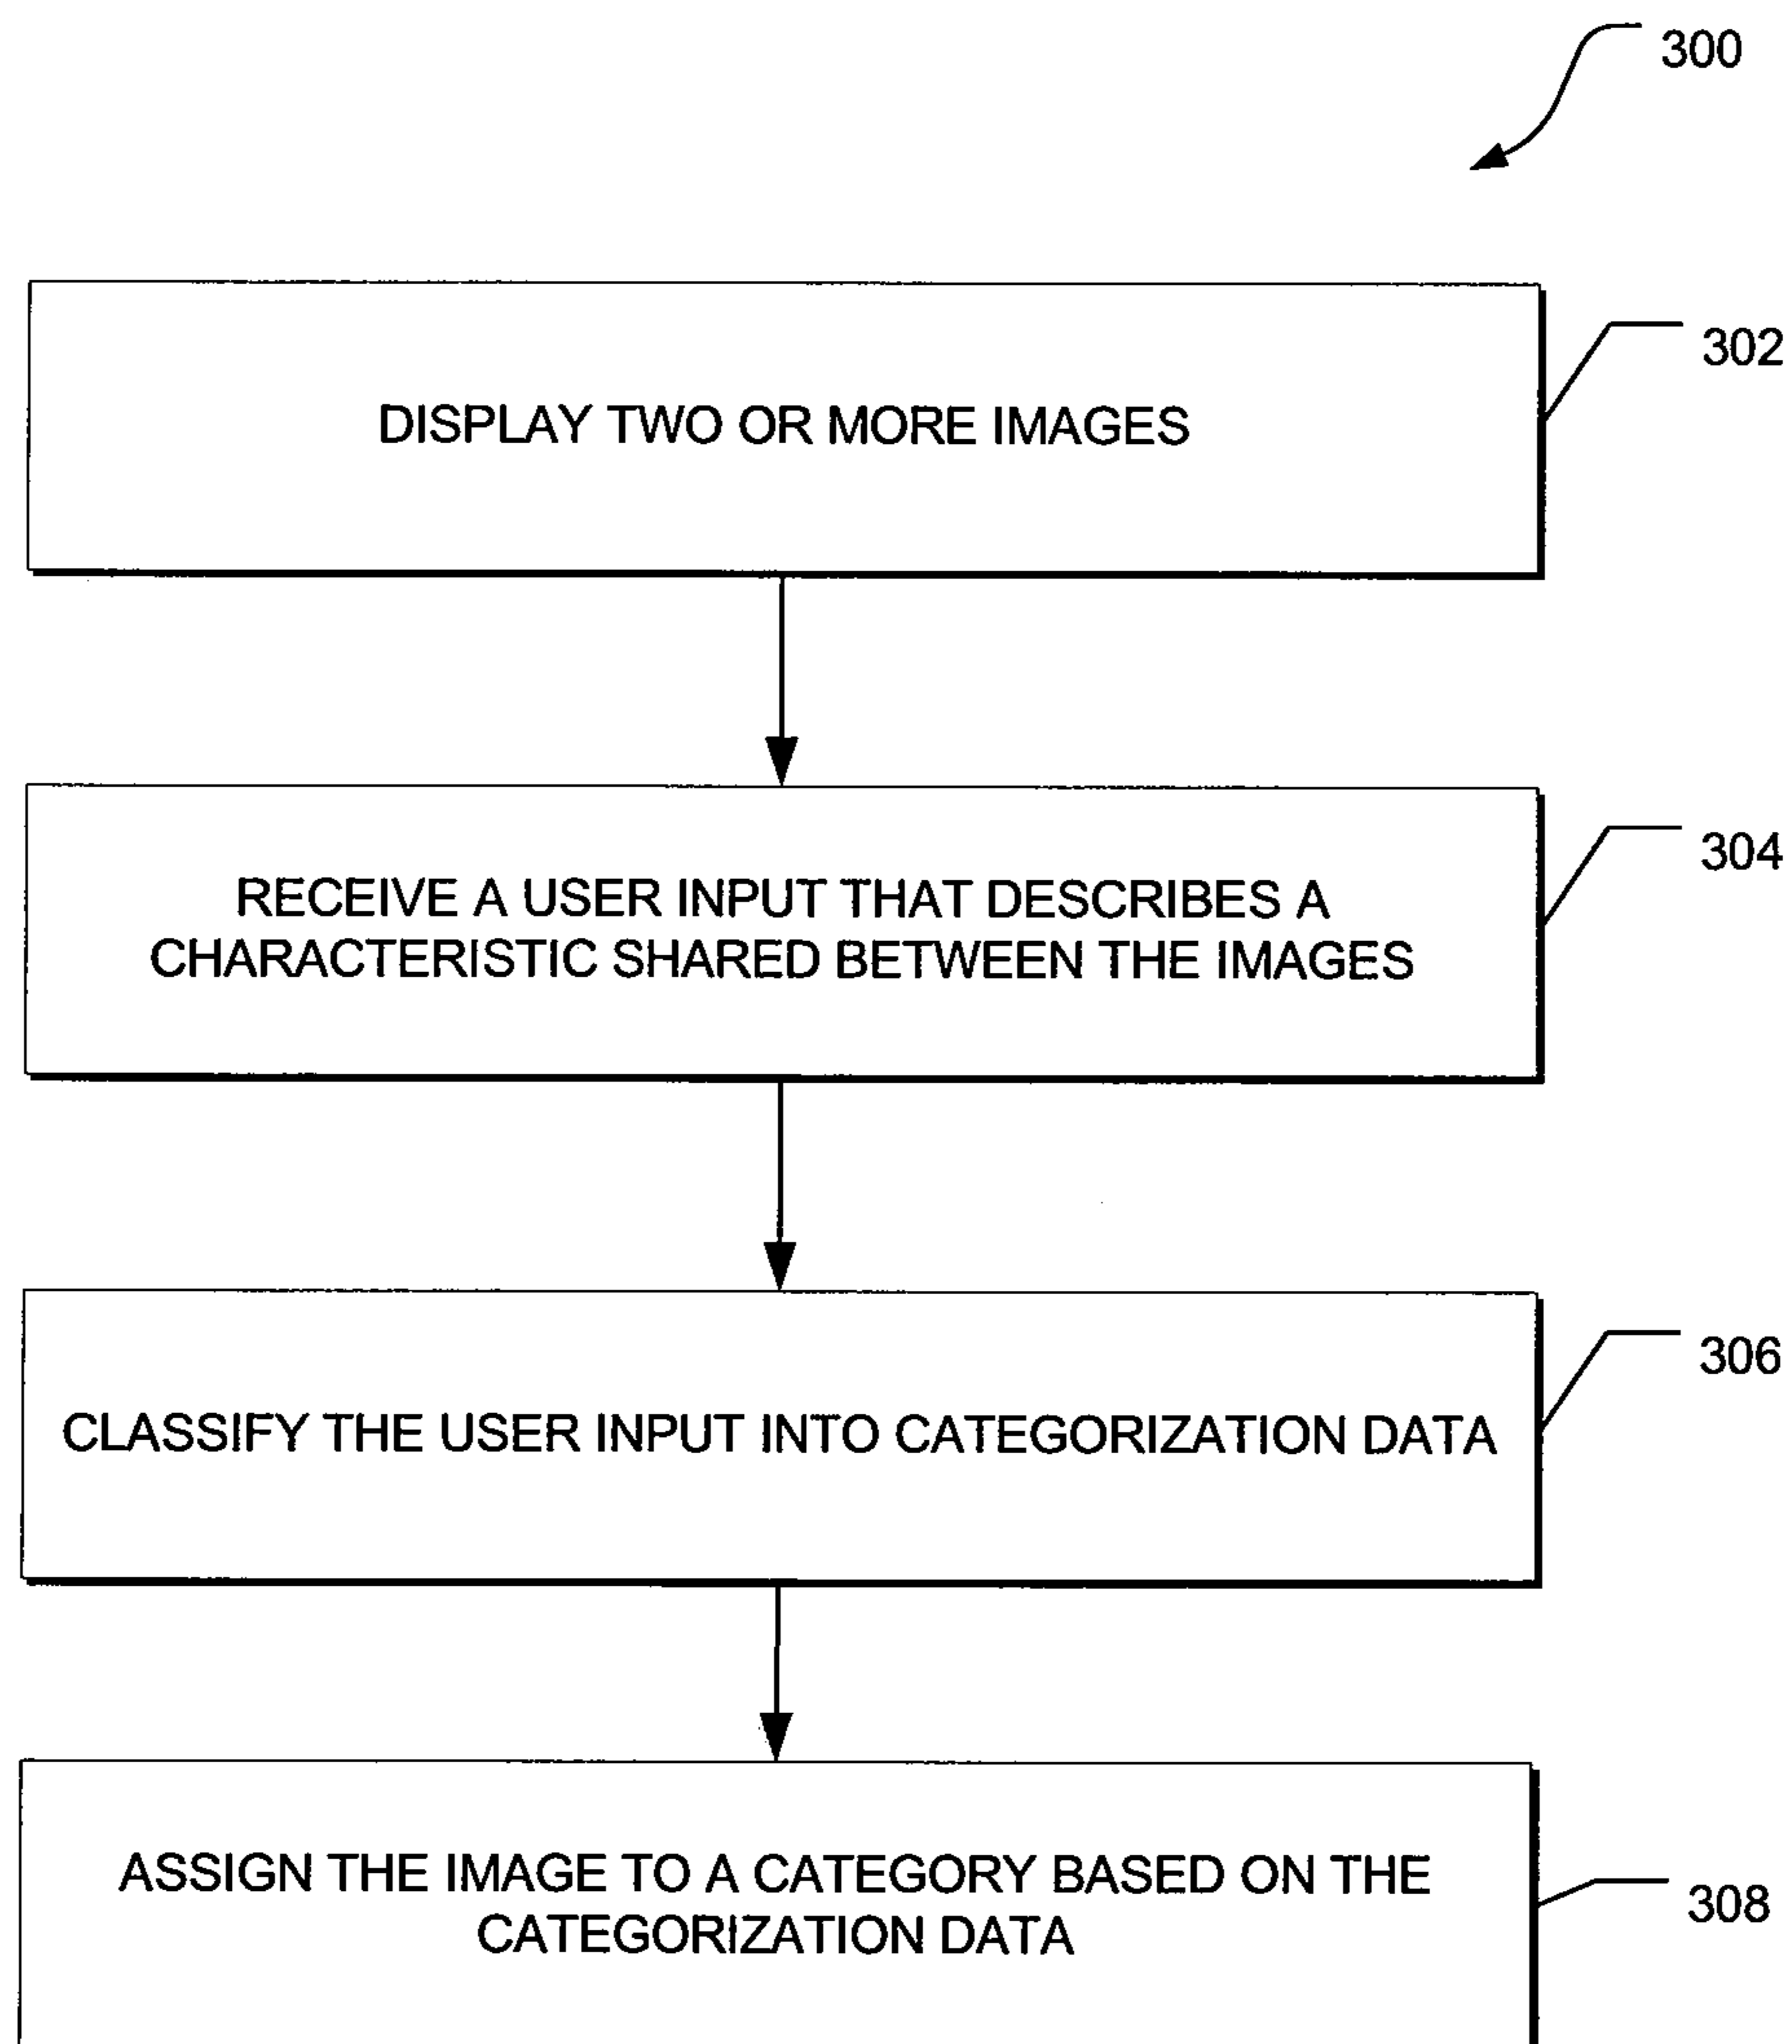 300
DISPLAY TWO OR MORE IMAGES
302
RECEIVE A USER INPUT THAT DESCRIBES A
CHARACTERISTIC SHARED BETWEEN THE IMAGES
304
CLASSIFY THE USER INPUT INTO CATEGORIZATION DATA
306
ASSIGN THE IMAGE TO A CATEGORY BASED ON THE
CATEGORIZATION DATA
308